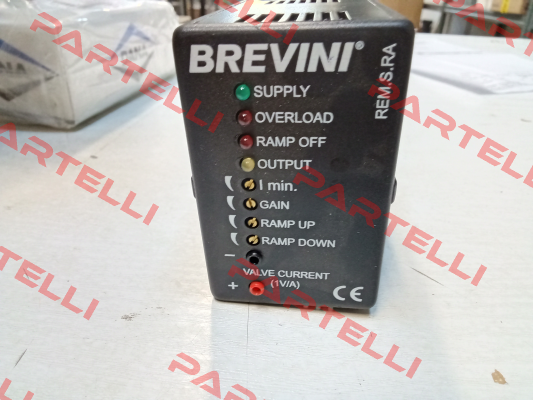 BREVINI®
REM.S.RA
SUPPLY
OVERLOAD
RAMP OFF
OUTPUT
I min.
GAIN
RAMP UP
RAMP DOWN
−
VALVE CURRENT
(1V/A)
+
CE
PARTELLI
PARTELLI
PARTELLI
PARTELLI
PARTELLI